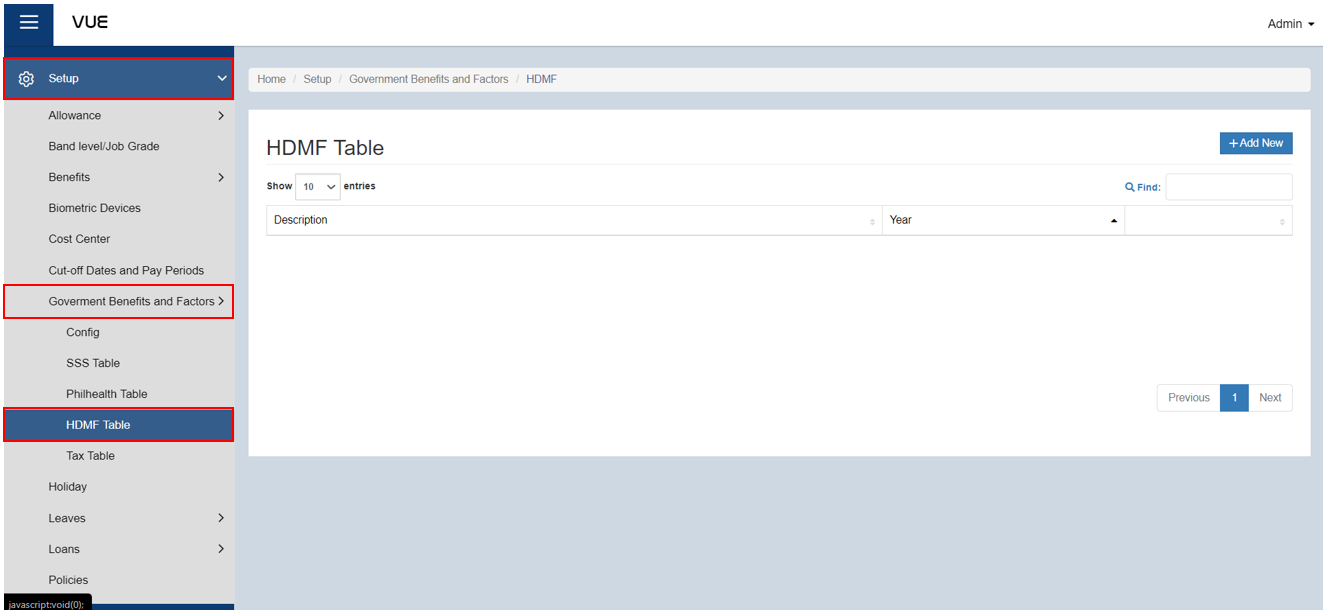 VUE
Admin
Setup
Allowance
Band level/Job Grade
Benefits
Biometric Devices
Cost Center
Cut-off Dates and Pay Periods
Goverment Benefits and Factors
Config
SSS Table
Philhealth Table
HDMF Table
Tax Table
Holiday
Leaves
Loans
Policies
javascript:void(0);
Home / Setup / Government Benefits and Factors / HDMF
HDMF Table
+Add New
Show 10 entries
Find:
Description Year
Previous 1 Next